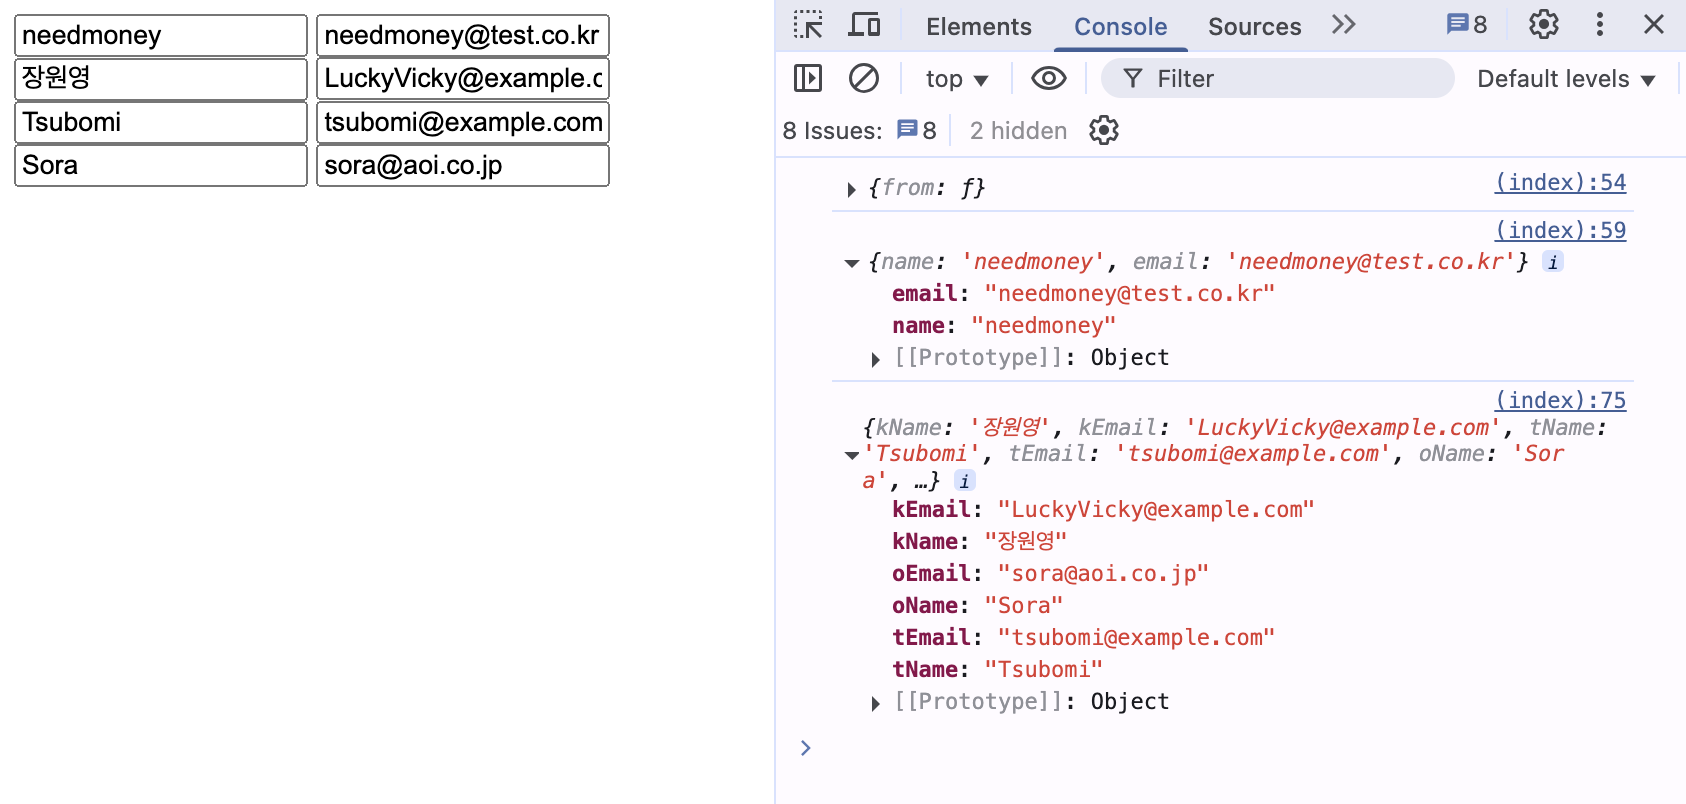 needmoney needmoney@test.co.kr
장원영 LuckyVicky@example.c
Tsubomi tsubomi@example.com
Sora sora@aoi.co.jp
Elements Console Sources 8
top Filter Default levels
8 Issues: 8 2 hidden
{from: ƒ} (index):54
(index):59
{name: 'needmoney', email: 'needmoney@test.co.kr'} i
email: "needmoney@test.co.kr"
name: "needmoney"
[[Prototype]]: Object
(index):75
{kName: '장원영', kEmail: 'LuckyVicky@example.com', tName:
'Tsubomi', tEmail: 'tsubomi@example.com', oName: 'Sor
a', …} i
kEmail: "LuckyVicky@example.com"
kName: "장원영"
oEmail: "sora@aoi.co.jp"
oName: "Sora"
tEmail: "tsubomi@example.com"
tName: "Tsubomi"
[[Prototype]]: Object